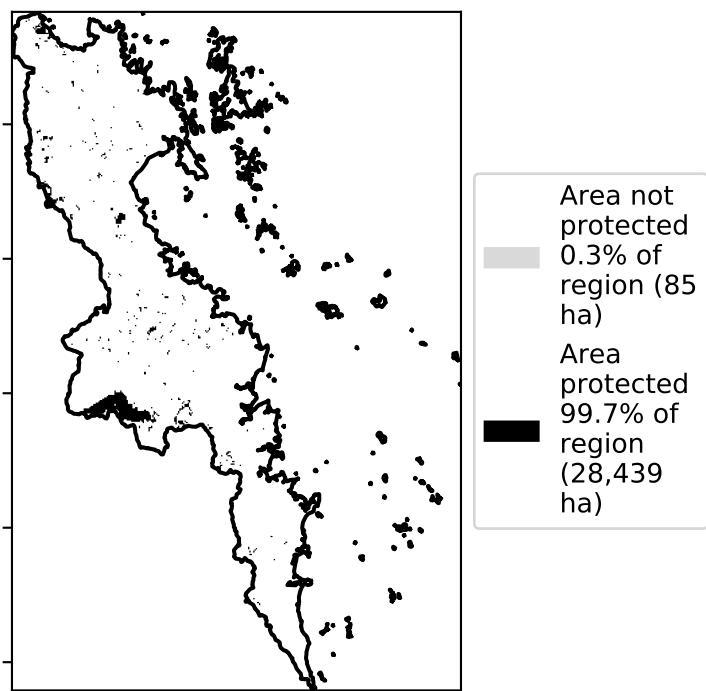 Area not
protected
0.3% of
region (85
ha)
Area
protected
99.7% of
region
(28,439
ha)